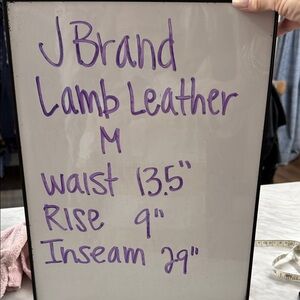 J Brand
Lamb Leather
M
waist 13.5"
Rise 9"
Inseam 29"